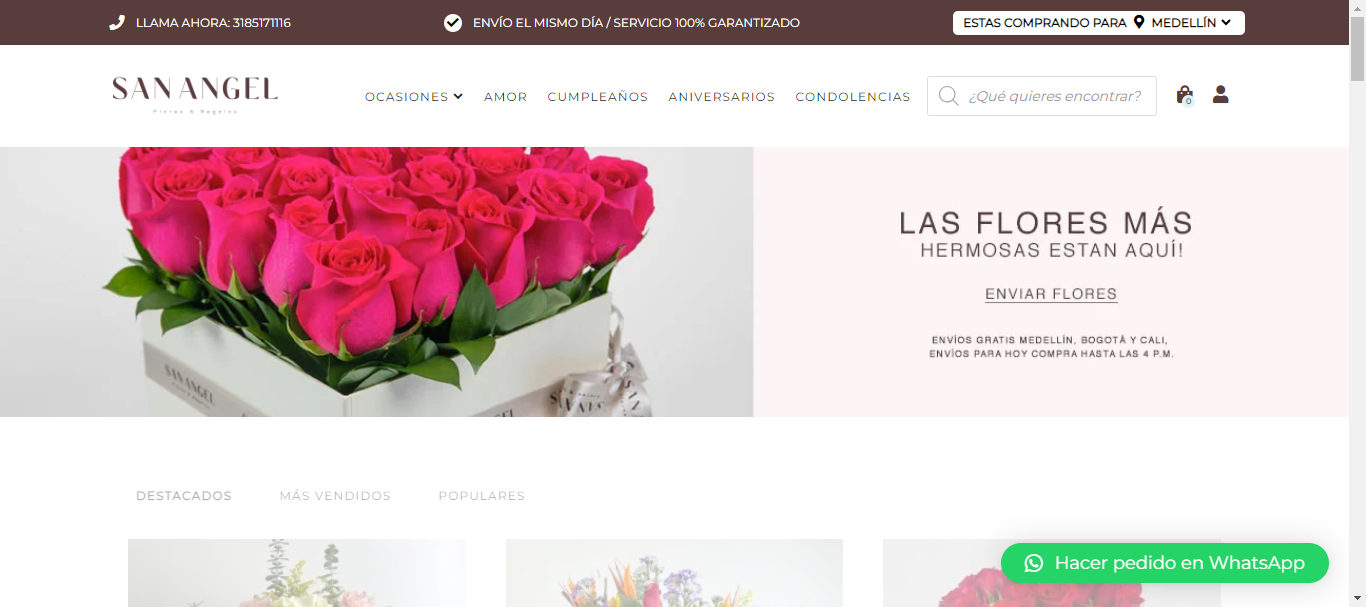 LLAMA AHORA: 3185171116
ENVÍO EL MISMO DÍA / SERVICIO 100% GARANTIZADO
ESTAS COMPRANDO PARA MEDELLÍN
SAN ANGEL
Flores & Regalos
OCASIONES AMOR CUMPLEAÑOS ANIVERSARIOS CONDOLENCIAS
¿Qué quieres encontrar?
0
LAS FLORES MÁS
HERMOSAS ESTAN AQUÍ!
ENVIAR FLORES
ENVÍOS GRATIS MEDELLÍN, BOGOTÁ Y CALI,
ENVÍOS PARA HOY COMPRA HASTA LAS 4 P.M.
SAN ANGEL
DESTACADOS MÁS VENDIDOS POPULARES
Hacer pedido en WhatsApp